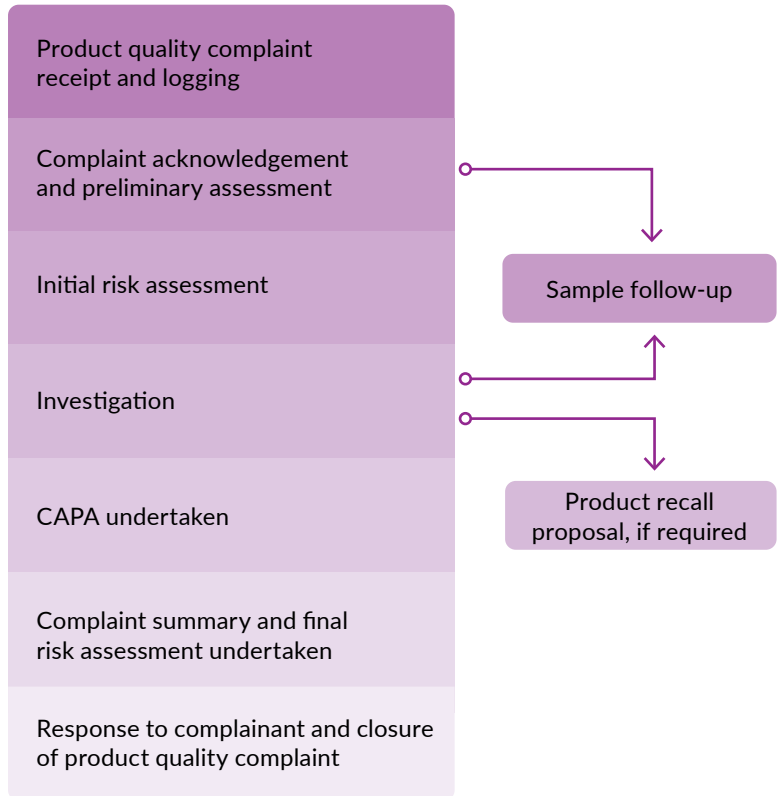 Product quality complaint
receipt and logging
Complaint acknowledgement
and preliminary assessment
Initial risk assessment
Sample follow-up
Investigation
CAPA undertaken
Product recall
proposal, if required
Complaint summary and final
risk assessment undertaken
Response to complainant and closure
of product quality complaint